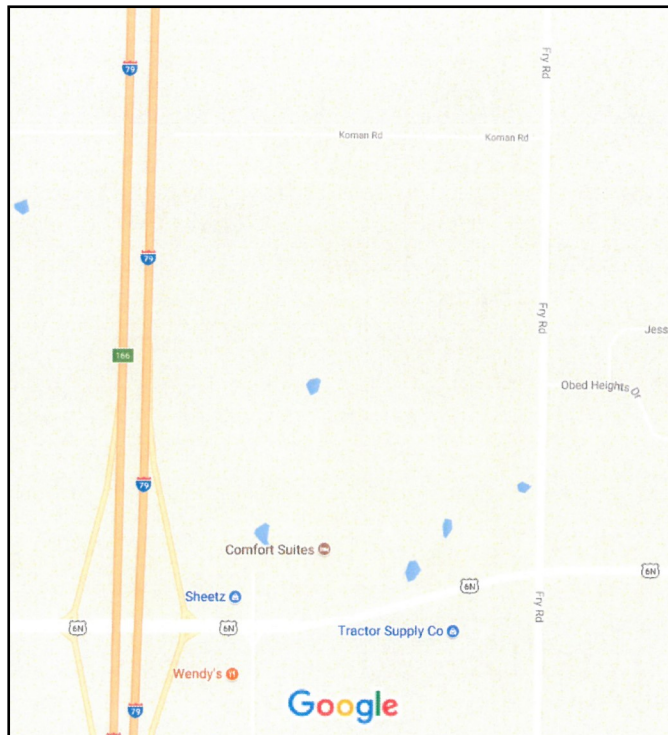 79
Fry Rd
Koman Rd
Koman Rd
79
Fry Rd
Jess
166
Obed Heights Dr
79
Comfort Suites
6N
6N
Sheetz
Fry Rd
6N
6N
Tractor Supply Co
Wendy's
Google
79